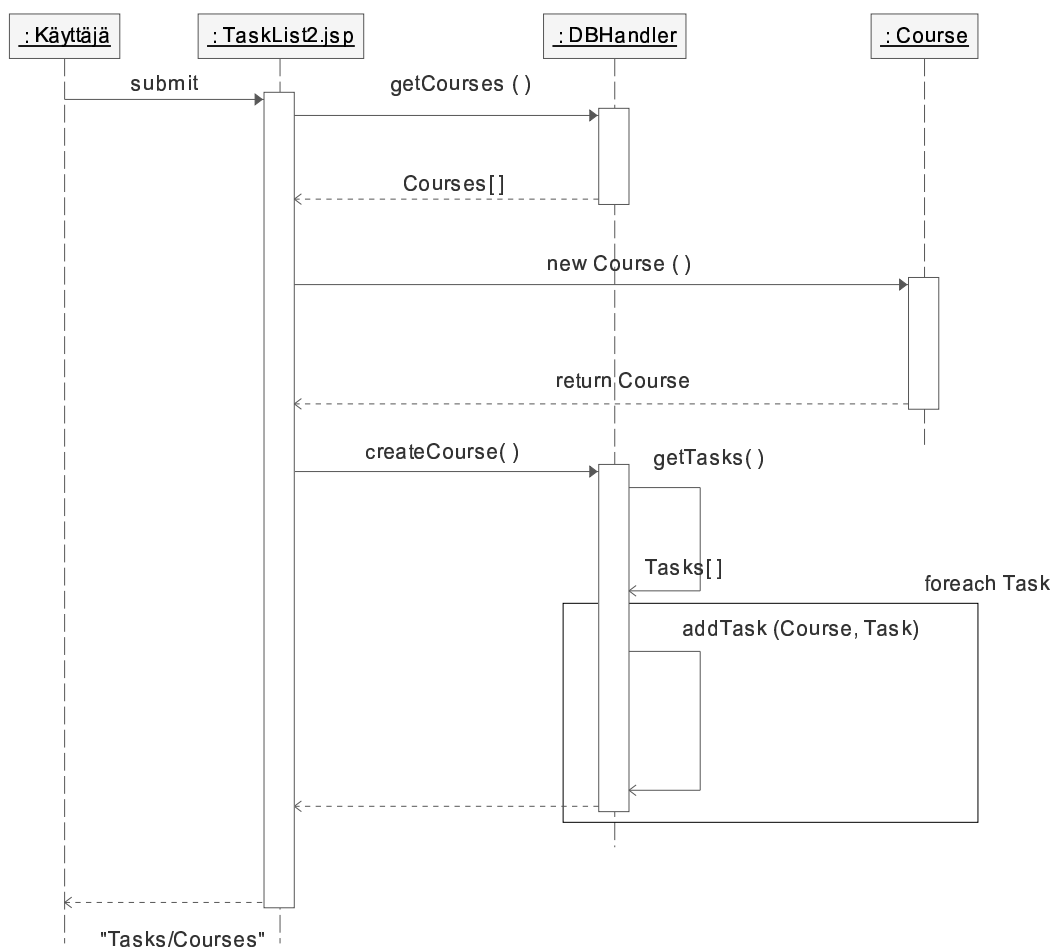 : Käyttäjä
: TaskList2.jsp
: DBHandler
: Course
submit
getCourses ( )
Courses[ ]
new Course ( )
return Course
createCourse( )
getTasks( )
Tasks[ ]
foreach Task
addTask (Course, Task)
"Tasks/Courses"